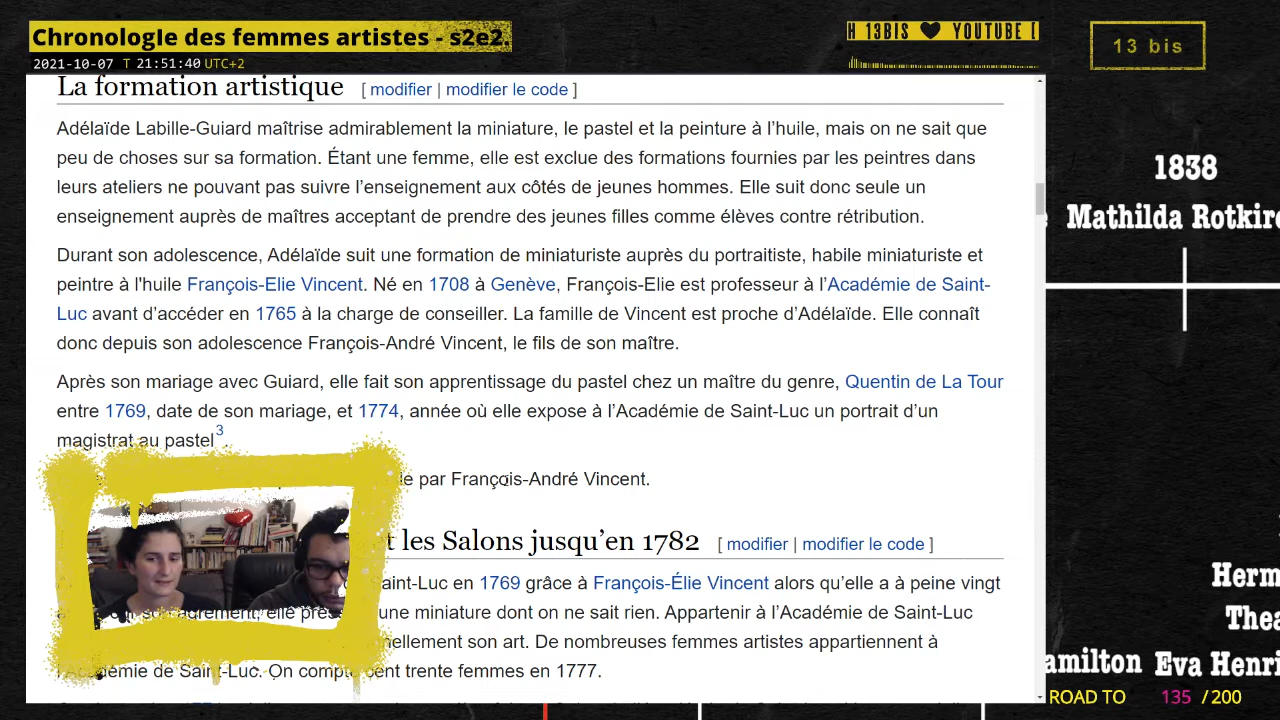 Chronologie des femmes artistes - s2e2.
2021-10-07 T 21:51:40 UTC+2
H 13BIS YOUTUBE [
13 bis
La formation artistique [ modifier | modifier le code ]
Adélaïde Labille-Guiard maîtrise admirablement la miniature, le pastel et la peinture à l’huile, mais on ne sait que
peu de choses sur sa formation. Étant une femme, elle est exclue des formations fournies par les peintres dans
leurs ateliers ne pouvant pas suivre l’enseignement aux côtés de jeunes hommes. Elle suit donc seule un
enseignement auprès de maîtres acceptant de prendre des jeunes filles comme élèves contre rétribution.
Durant son adolescence, Adélaïde suit une formation de miniaturiste auprès du portraitiste, habile miniaturiste et
peintre à l'huile François-Elie Vincent. Né en 1708 à Genève, François-Elie est professeur à l’Académie de Saint-
Luc avant d’accéder en 1765 à la charge de conseiller. La famille de Vincent est proche d’Adélaïde. Elle connaît
donc depuis son adolescence François-André Vincent, le fils de son maître.
Après son mariage avec Guiard, elle fait son apprentissage du pastel chez un maître du genre, Quentin de La Tour
entre 1769, date de son mariage, et 1774, année où elle expose à l’Académie de Saint-Luc un portrait d’un
magistrat au pastel3.
par François-André Vincent.
les Salons jusqu’en 1782 [ modifier | modifier le code ]
aint-Luc en 1769 grâce à François-Élie Vincent alors qu’elle a à peine vingt
agrément, elle une miniature dont on ne sait rien. Appartenir à l’Académie de Saint-Luc
nellement son art. De nombreuses femmes artistes appartiennent à
l’Académie de Saint-Luc. On compte cent trente femmes en 1777.
1838
Mathilda Rotkir
Herm
Thea
amilton Eva Henri
ROAD TO 135 / 200